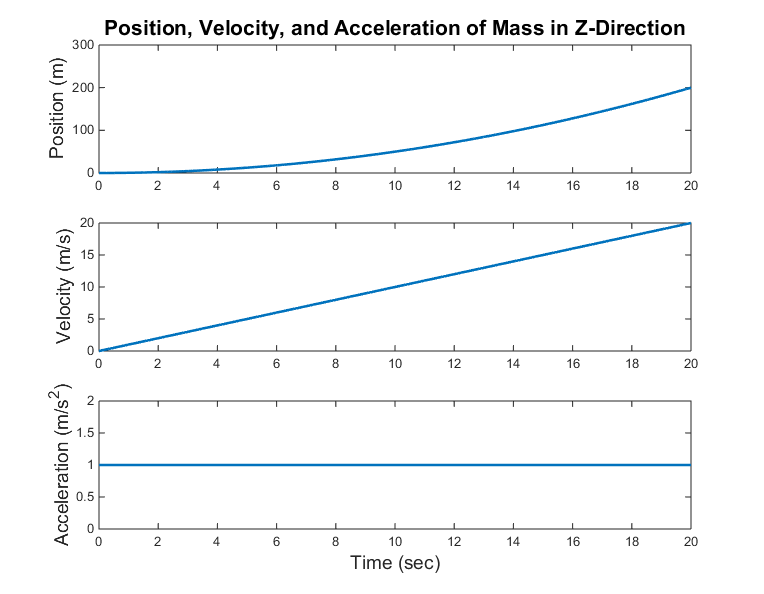 Position, Velocity, and Acceleration of Mass in Z-Direction
Position (m)
300
200
100
0
0 2 4 6 8 10 12 14 16 18 20
Velocity (m/s)
20
15
10
5
0
0 2 4 6 8 10 12 14 16 18 20
Acceleration (m/s²)
2
1.5
1
0.5
0
0 2 4 6 8 10 12 14 16 18 20
Time (sec)